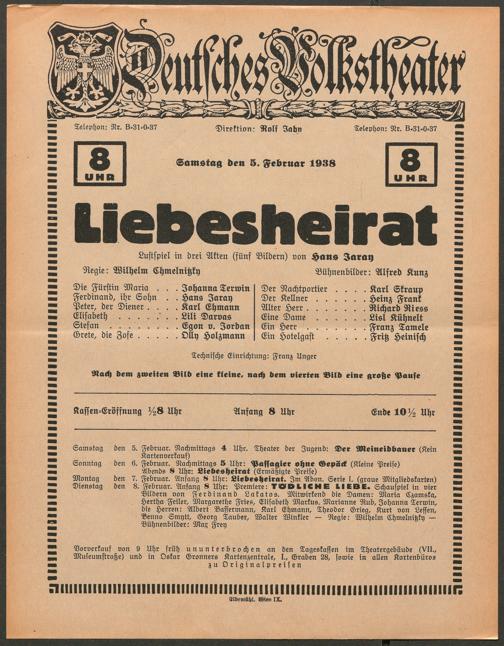 Deutsches Volkstheater
Telephon: Nr. B-31-0-37 Direktion: Rolf Jahn Telephon: Nr. B-31-0-37
8 UHR Samstag den 5. Februar 1938 8 UHR
Liebesheirat
Lustspiel in drei Akten (fünf Bildern) von Hans Jaray
Regie: Wilhelm Chmelnitzky Bühnenbilder: Alfred Kunz
Die Fürstin Maria . . . Johanna Terwin
Ferdinand, ihr Sohn . . Hans Jaray
Peter, der Diener . . . . Karl Ehmann
Elisabeth . . . . . . Lili Darvas
Stefan . . . . . . Egon v. Jordan
Grete, die Zofe . . . . Olly Holzmann
Der Nachtportier . . . . Karl Skraup
Der Kellner . . . . . Heinz Frank
Alter Herr . . . . . Richard Riess
Eine Dame . . . . . Lisl Kühnelt
Ein Herr . . . . . . Franz Tamele
Ein Hotelgast . . . . . Fritz Heinisch
Technische Einrichtung: Franz Unger
Nach dem zweiten Bild eine kleine, nach dem vierten Bild eine große Pause
Kassen-Eröffnung ½8 Uhr Anfang 8 Uhr Ende 10½ Uhr
Samstag den 5. Februar. Nachmittags 4 Uhr. Theater der Jugend: Der Meineidbauer (Kein
Kartenverkauf)
Sonntag den 6. Februar. Nachmittags 5 Uhr: Passagier ohne Gepäck (Kleine Preise)
Abends 8 Uhr: Liebesheirat (Ermäßigte Preise)
Montag den 7. Februar. Anfang 8 Uhr: Liebesheirat. Im Abon. Serie I. (graue Mitgliedskarten)
Dienstag den 8. Februar. Anfang 8 Uhr: Premiere: TÖDLICHE LIEBE. Schauspiel in vier
Bildern von Ferdinand Lafatos. Mitwirkende die Damen: Maria Czamska,
Hertha Feiler, Margarethe Fries, Elisabeth Markus, Marianne Rub, Johanna Terwin,
die Herren: Albert Bassermann, Karl Ehmann, Theodor Grieg, Kurt von Lessen,
Benno Smytt, Georg Tauber, Walter Winkler — Regie: Wilhelm Chmelnitzky —
Bühnenbilder: Max Frey
Vorverkauf von 9 Uhr früh ununterbrochen an den Tageskassen im Theatergebäude (VII.,
Museumstraße) und in Oskar Gronners Kartenzentrale, I., Graben 28, sowie in allen Kartenbüros
zu Originalpreisen
Eibemühl, Wien IX.